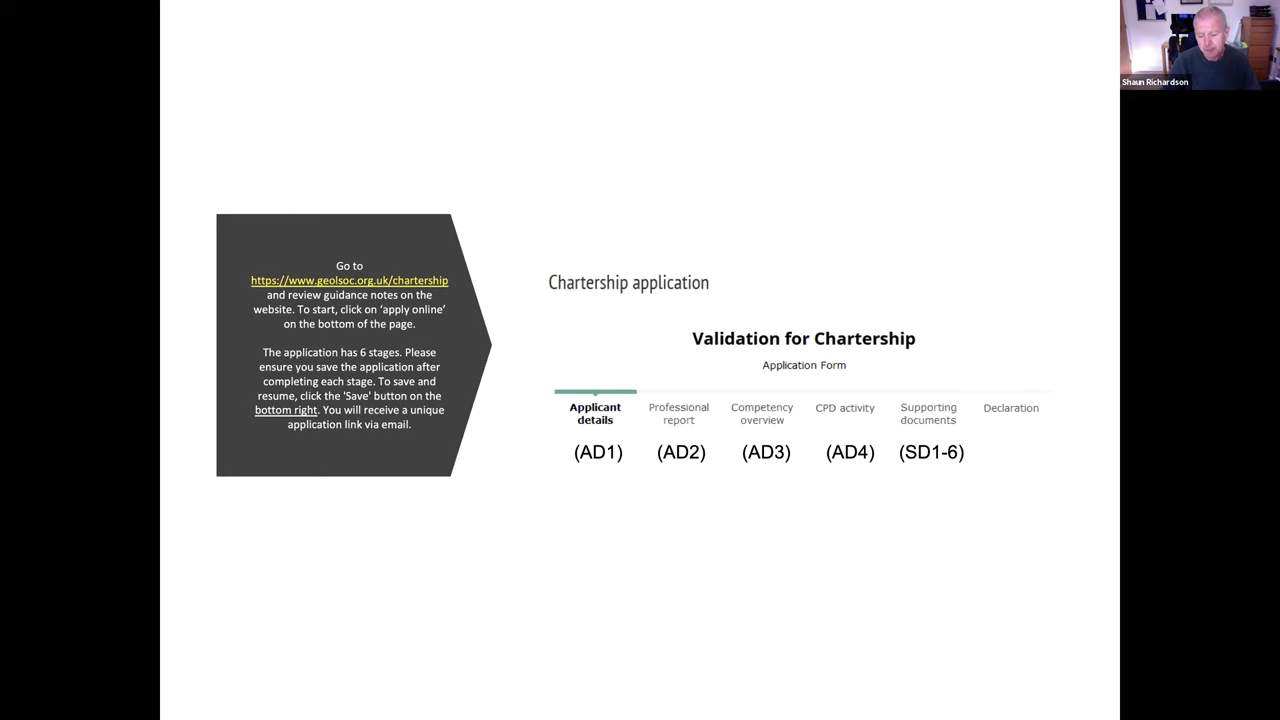 Shaun Richardson
Go to
https://www.geolsoc.org.uk/chartership
and review guidance notes on the
website. To start, click on ‘apply online’
on the bottom of the page.
The application has 6 stages. Please
ensure you save the application after
completing each stage. To save and
resume, click the 'Save' button on the
bottom right. You will receive a unique
application link via email.
Chartership application
Validation for Chartership
Application Form
Applicant details
Professional report
Competency overview
CPD activity
Supporting documents
Declaration
(AD1) (AD2) (AD3) (AD4) (SD1-6)